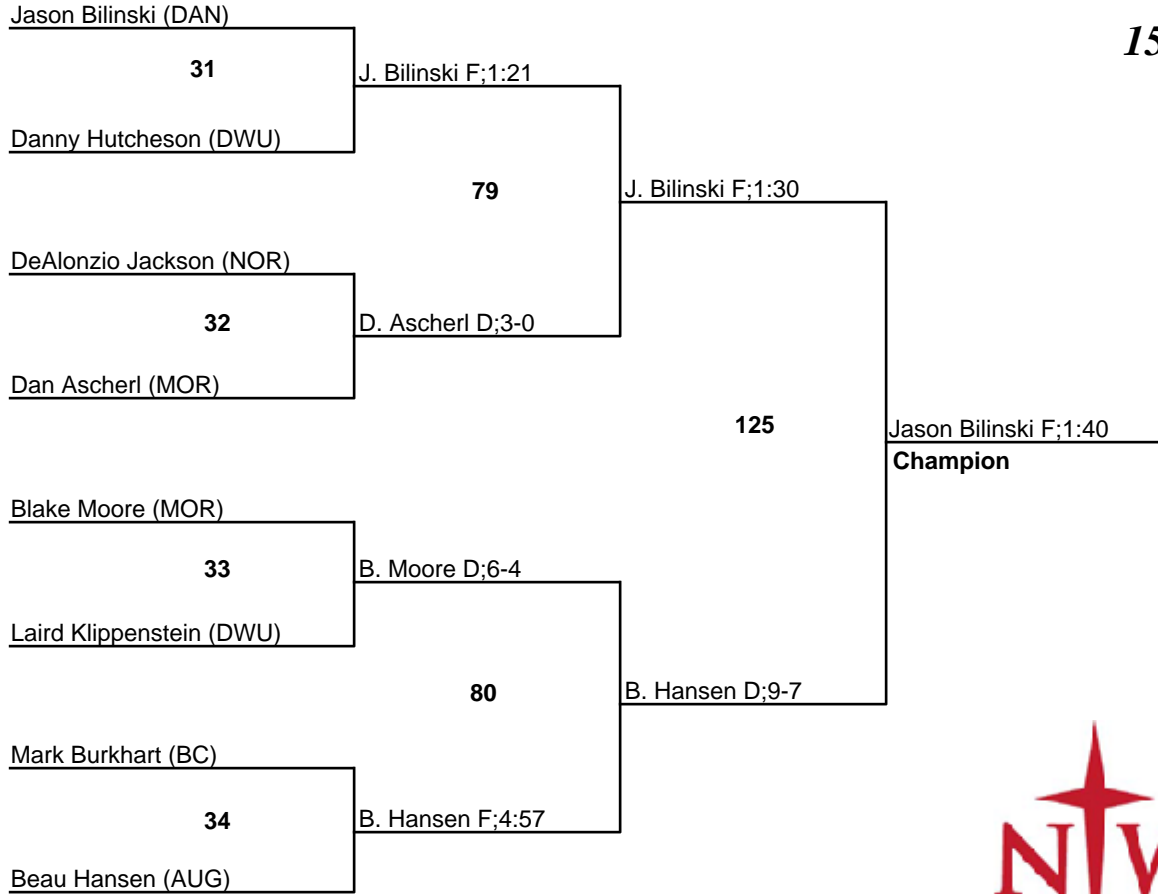 Jason Bilinski (DAN)
15
31
J. Bilinski F;1:21
Danny Hutcheson (DWU)
79
J. Bilinski F;1:30
DeAlonzio Jackson (NOR)
32
D. Ascherl D;3-0
Dan Ascherl (MOR)
125
Jason Bilinski F;1:40
Champion
Blake Moore (MOR)
33
B. Moore D;6-4
Laird Klippenstein (DWU)
80
B. Hansen D;9-7
Mark Burkhart (BC)
34
B. Hansen F;4:57
Beau Hansen (AUG)
NW